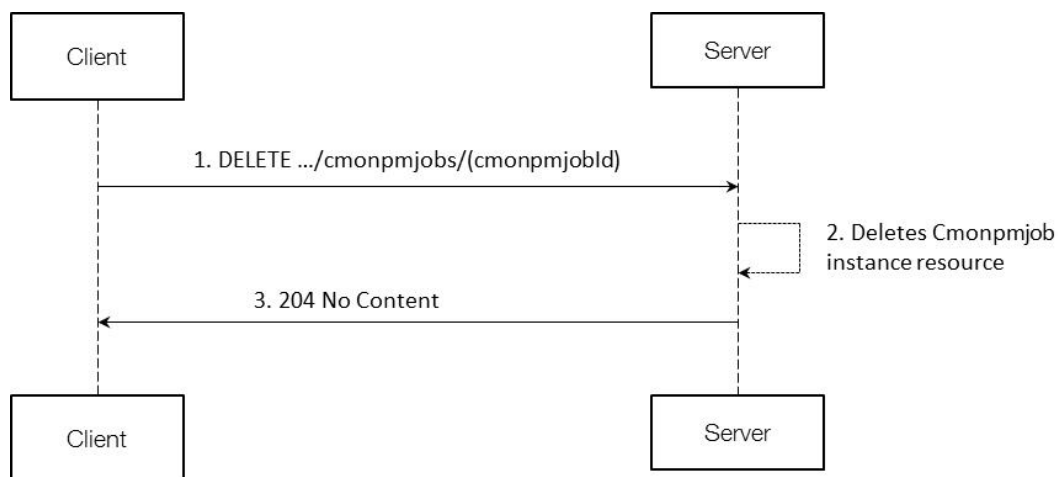 Client
Server
1. DELETE .../cmonpmjobs/(cmonpmjobId)
2. Deletes Cmonpmjob
instance resource
3. 204 No Content
Client
Server